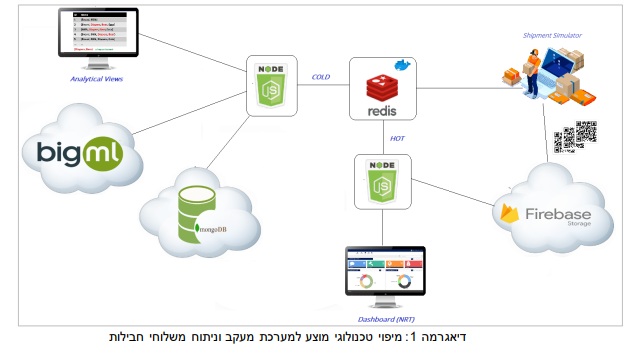 Analytical Views
bigml
mongoDB
NODE
JS
COLD
redis
HOT
NODE
JS
Dashboard (NRT)
Shipment Simulator
Firebase
Storage
דיאגרמה 1: מיפוי טכנולוגי מוצע למערכת מעקב וניתוח משלוחי חבילות